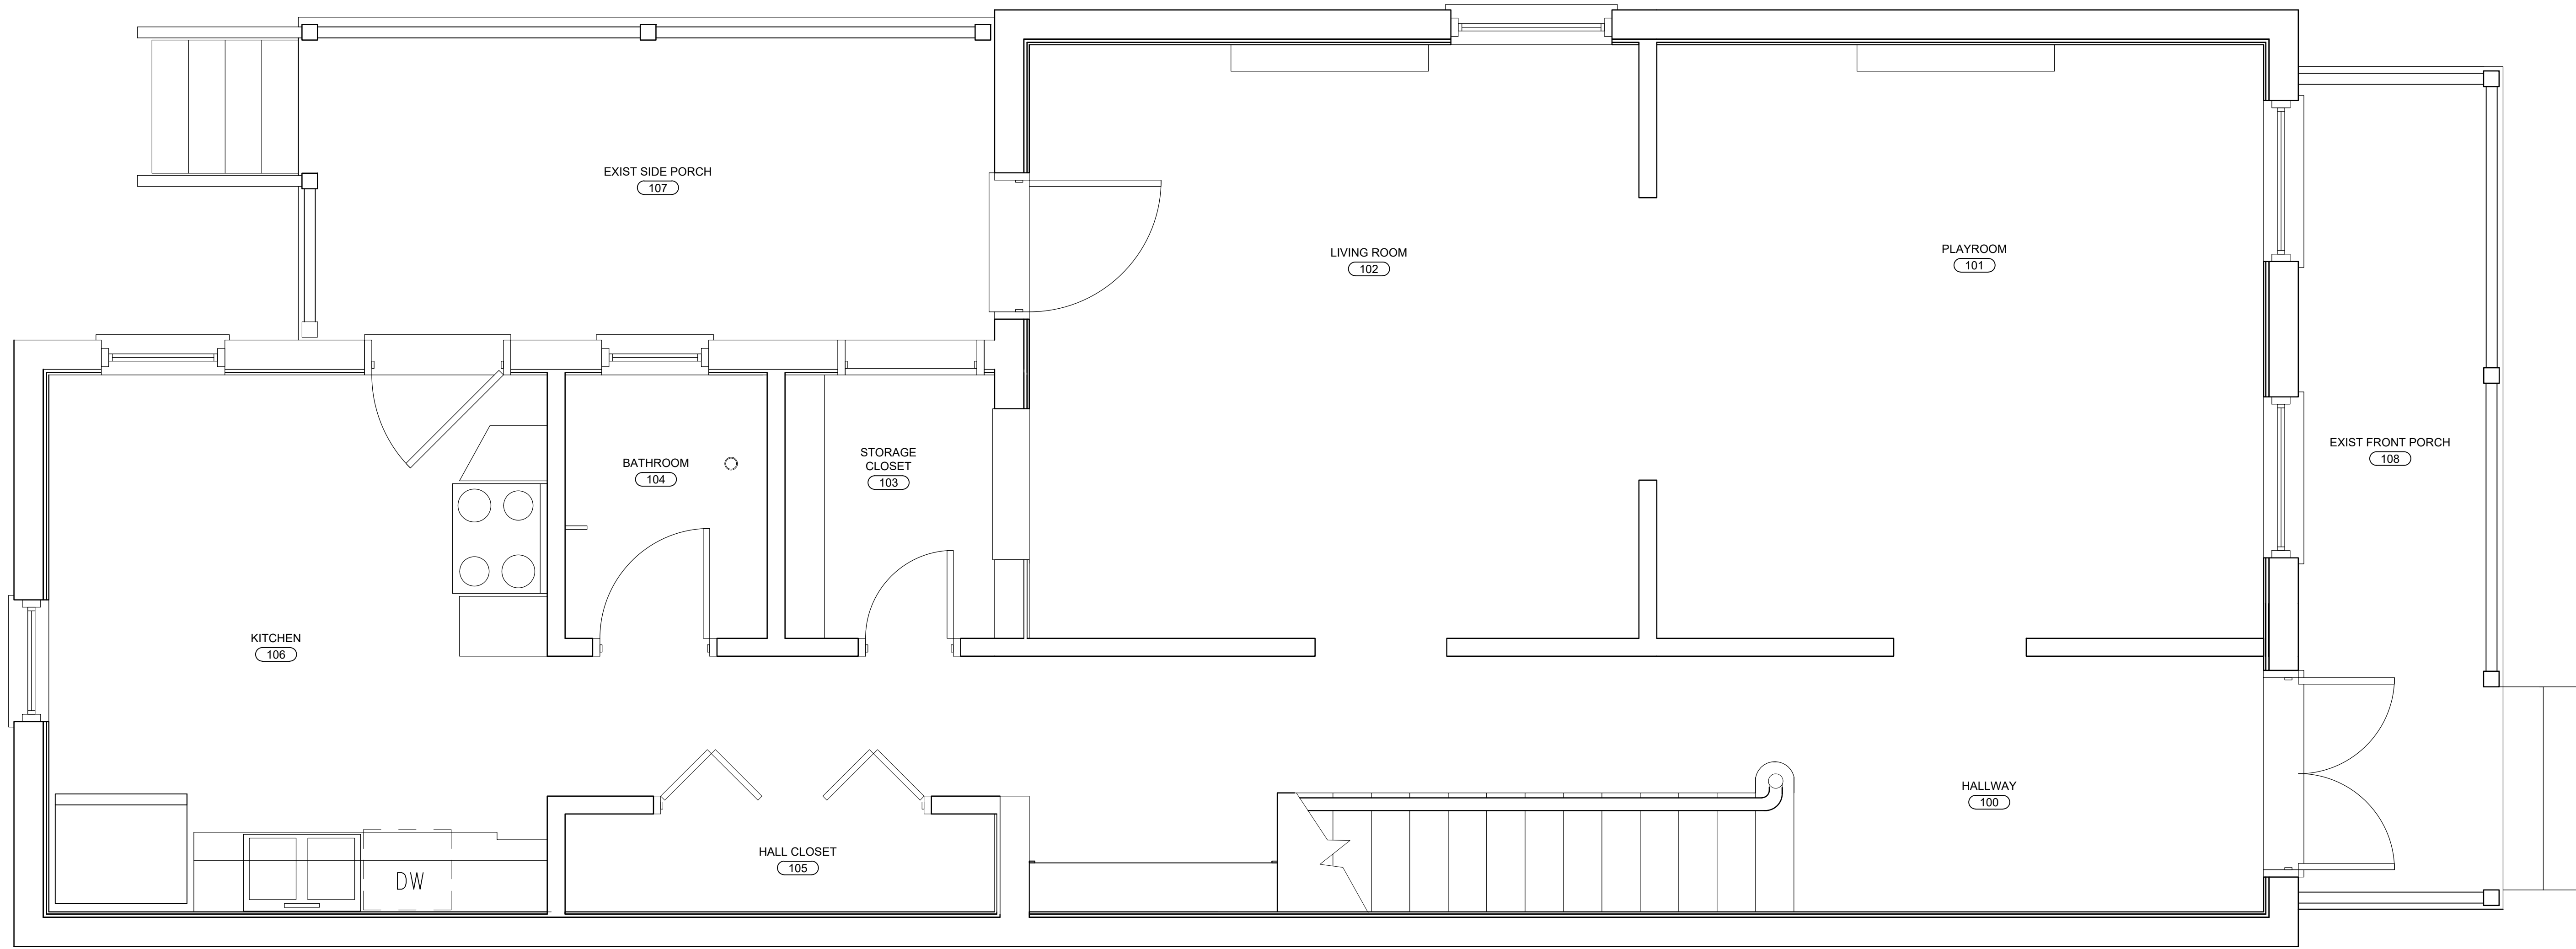 EXIST SIDE PORCH
107
LIVING ROOM
102
PLAYROOM
101
EXIST FRONT PORCH
108
BATHROOM
104
STORAGE
CLOSET
103
KITCHEN
106
HALLWAY
100
HALL CLOSET
105
DW